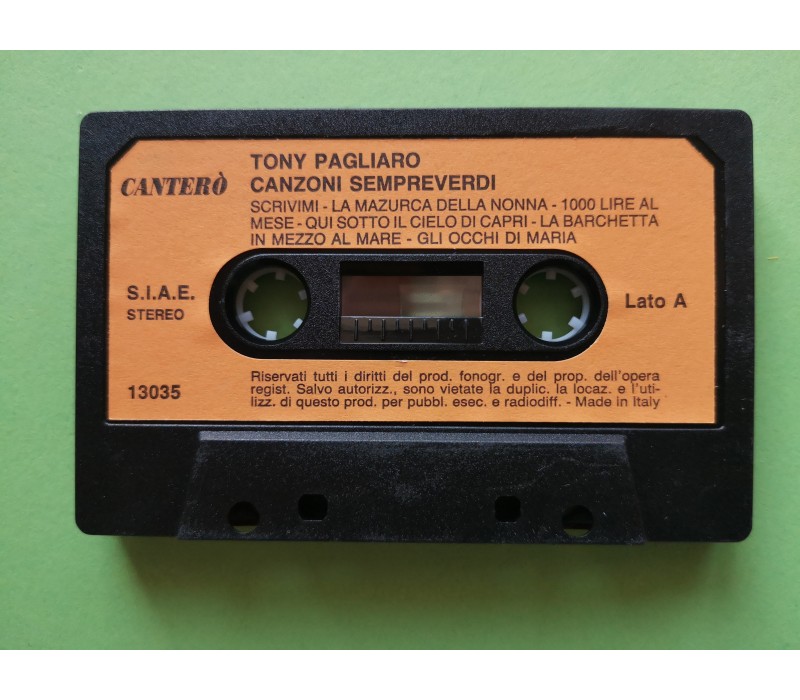 TONY PAGLIARO
CANTERÒ
CANZONI SEMPREVERDI
SCRIVIMI - LA MAZURCA DELLA NONNA - 1000 LIRE AL
MESE - QUI SOTTO IL CIELO DI CAPRI - LA BARCHETTA
IN MEZZO AL MARE - GLI OCCHI DI MARIA
S.I.A.E.
STEREO
Lato A
13035
Riservati tutti i diritti del prod. fonogr. e del prop. dell'opera
regist. Salvo autorizz., sono vietate la duplic. la locaz. e l'uti-
lizz. di questo prod. per pubbl. esec. e radiodiff. - Made in Italy